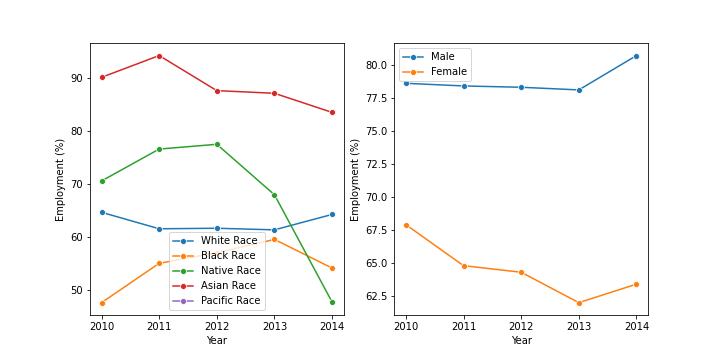 90
80
70
60
50
Employment (%)
White Race
Black Race
Native Race
Asian Race
Pacific Race
2010 2011 2012 2013 2014
Year
80.0
77.5
75.0
72.5
70.0
67.5
65.0
62.5
Employment (%)
Male
Female
2010 2011 2012 2013 2014
Year